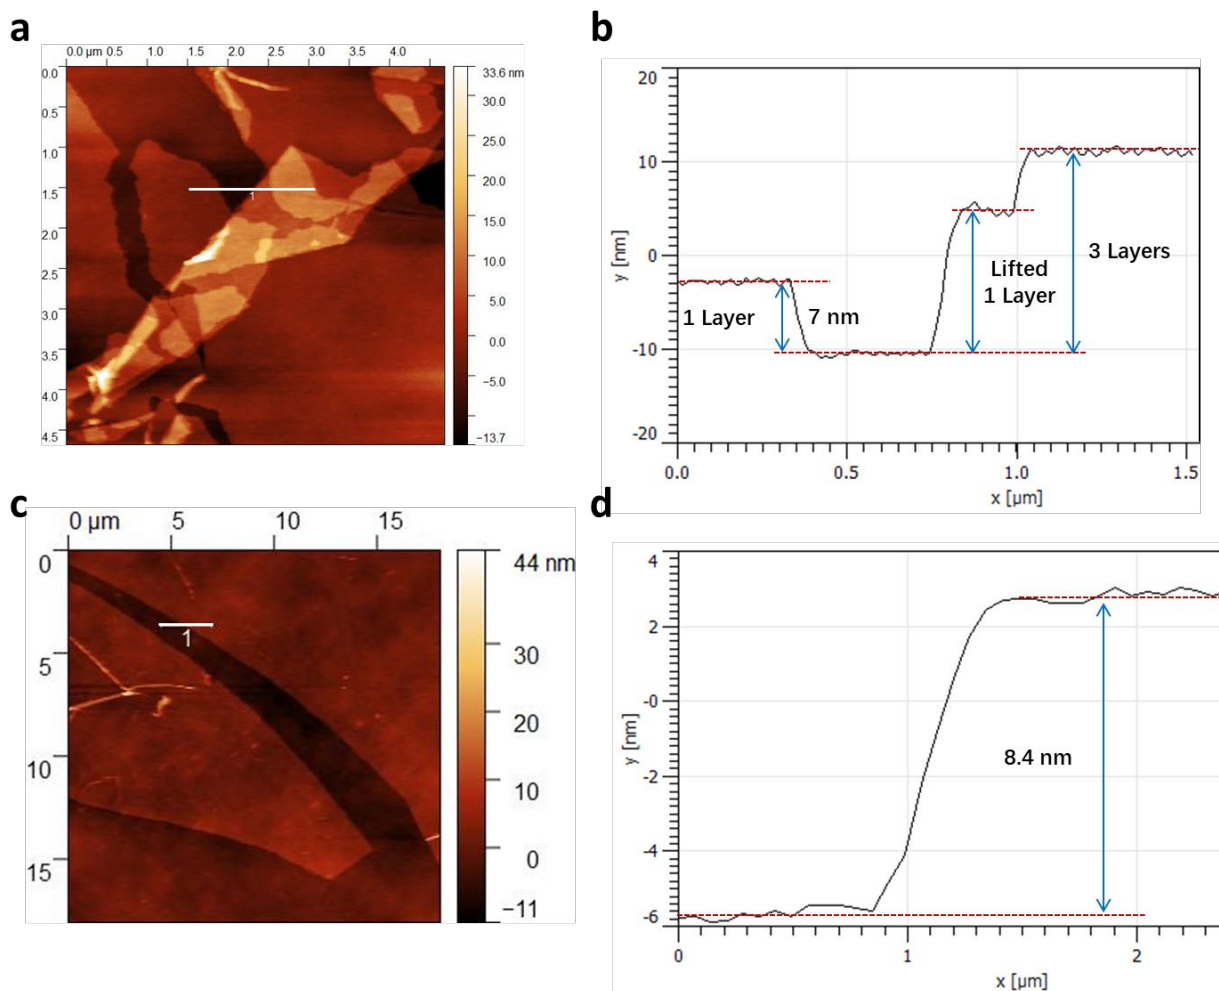 a
0.0 µm 0.5 1.0 1.5 2.0 2.5 3.0 3.5 4.0
0.0
0.5
1.0
1.5
2.0
2.5
3.0
3.5
4.0
4.5
1
33.6 nm
30.0
25.0
20.0
15.0
10.0
5.0
0.0
−5.0
−13.7
b
20
10
0
-10
-20
y [nm]
1 Layer
7 nm
Lifted
1 Layer
3 Layers
0.0 0.5 1.0 1.5
x [µm]
c
0 µm 5 10 15
0
5
10
15
1
44 nm
30
20
10
0
−11
d
4
2
-0
-2
-4
-6
y [nm]
8.4 nm
0 1 2
x [µm]